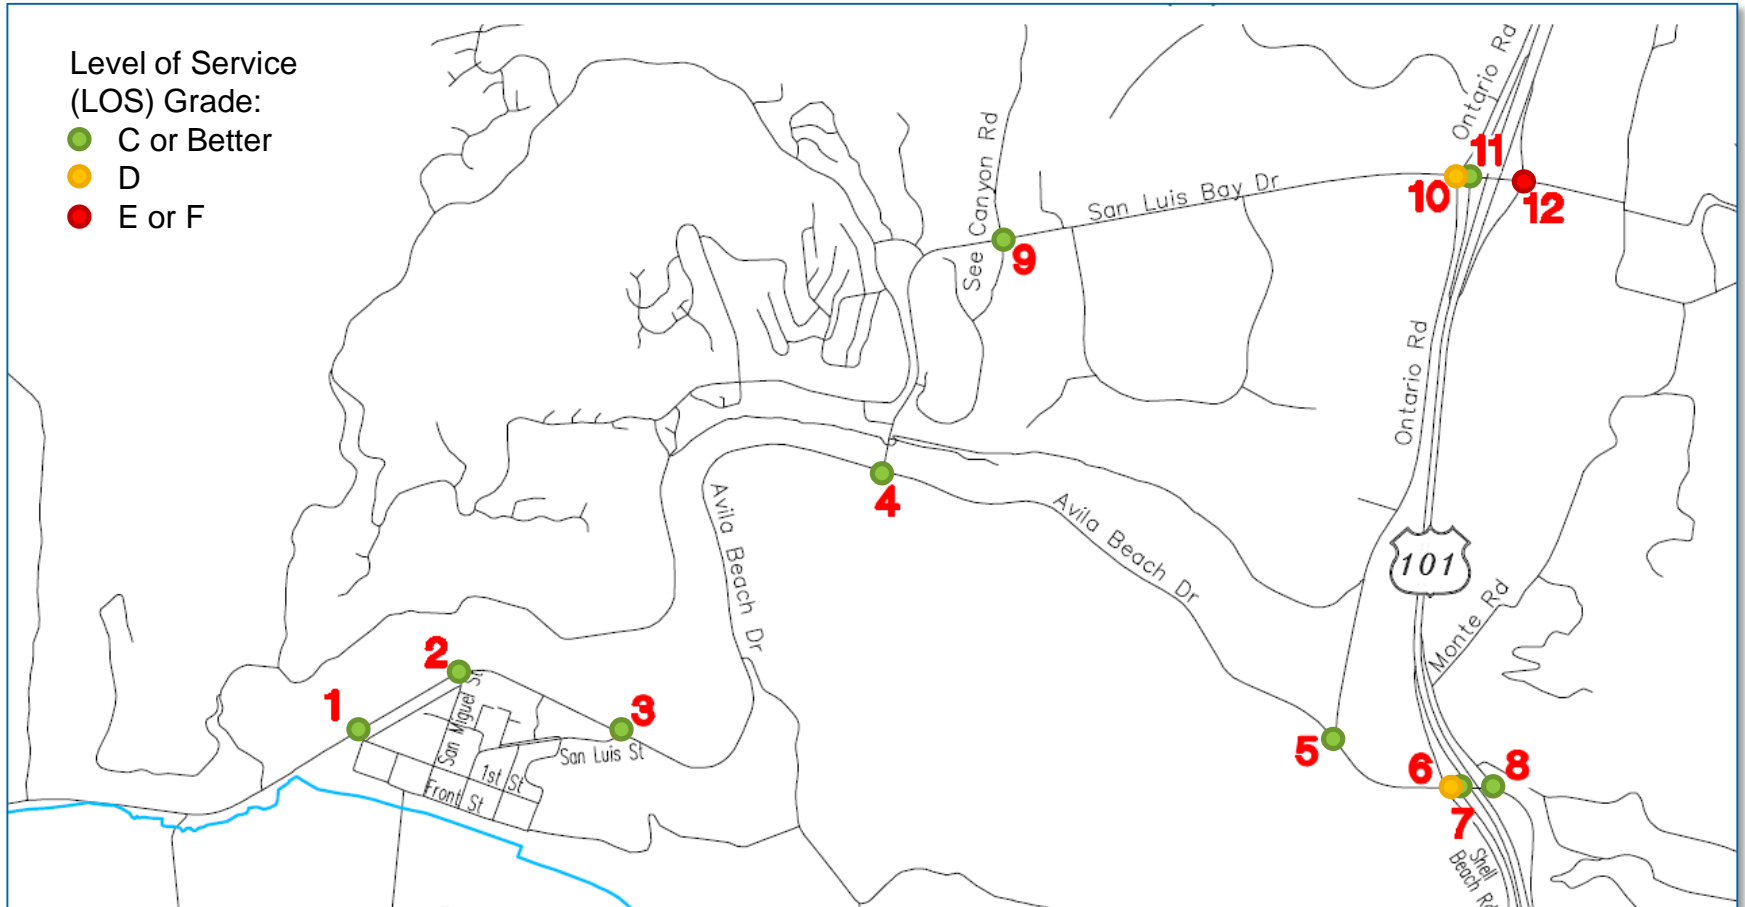 Level of Service
(LOS) Grade:
C or Better
D
E or F
Ontario Rd
11
See Canyon Rd
San Luis Bay Dr
10
12
9
Ontario Rd
4
Avila Beach Dr
Avila Beach Dr
101
Monte Rd
2
San Miguel St
1
3
San Luis St
1st St
Front St
5
6
8
7
Shell
Beach Rd